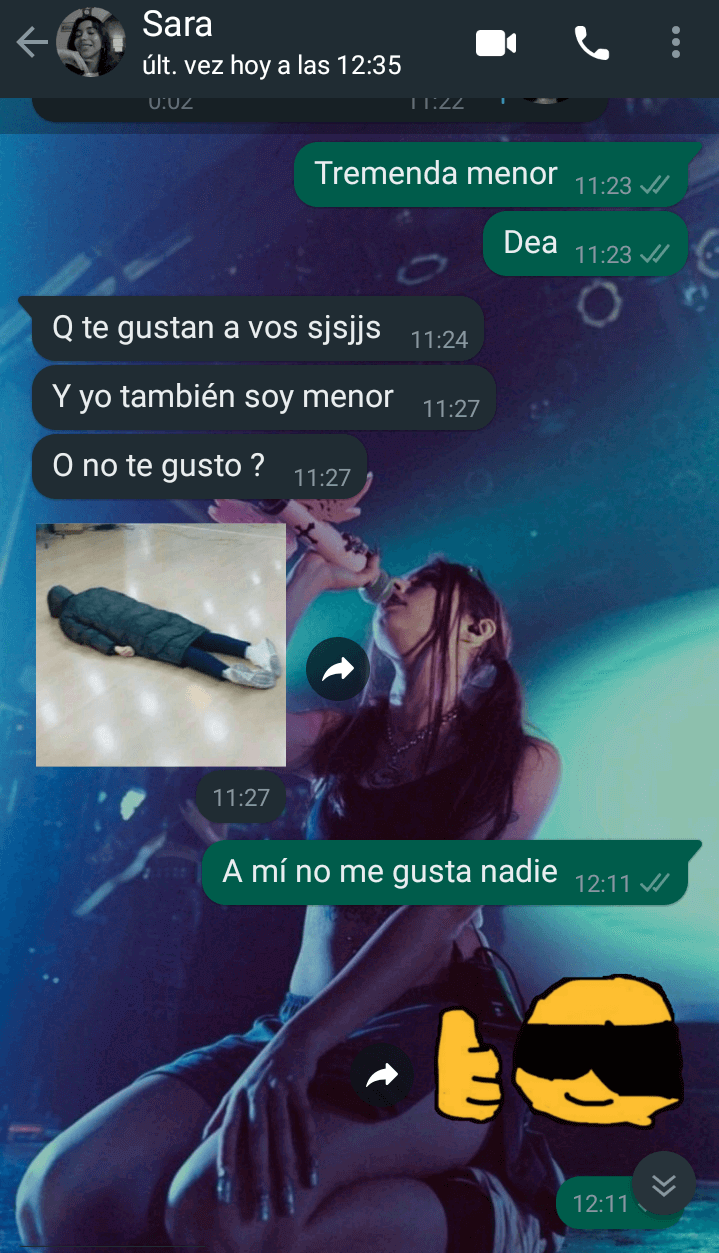 Sara
últ. vez hoy a las 12:35
0:02 11:22
Tremenda menor 11:23
Dea 11:23
Q te gustan a vos sjsjjs 11:24
Y yo también soy menor 11:27
O no te gusto ? 11:27
11:27
A mí no me gusta nadie 12:11
12:11